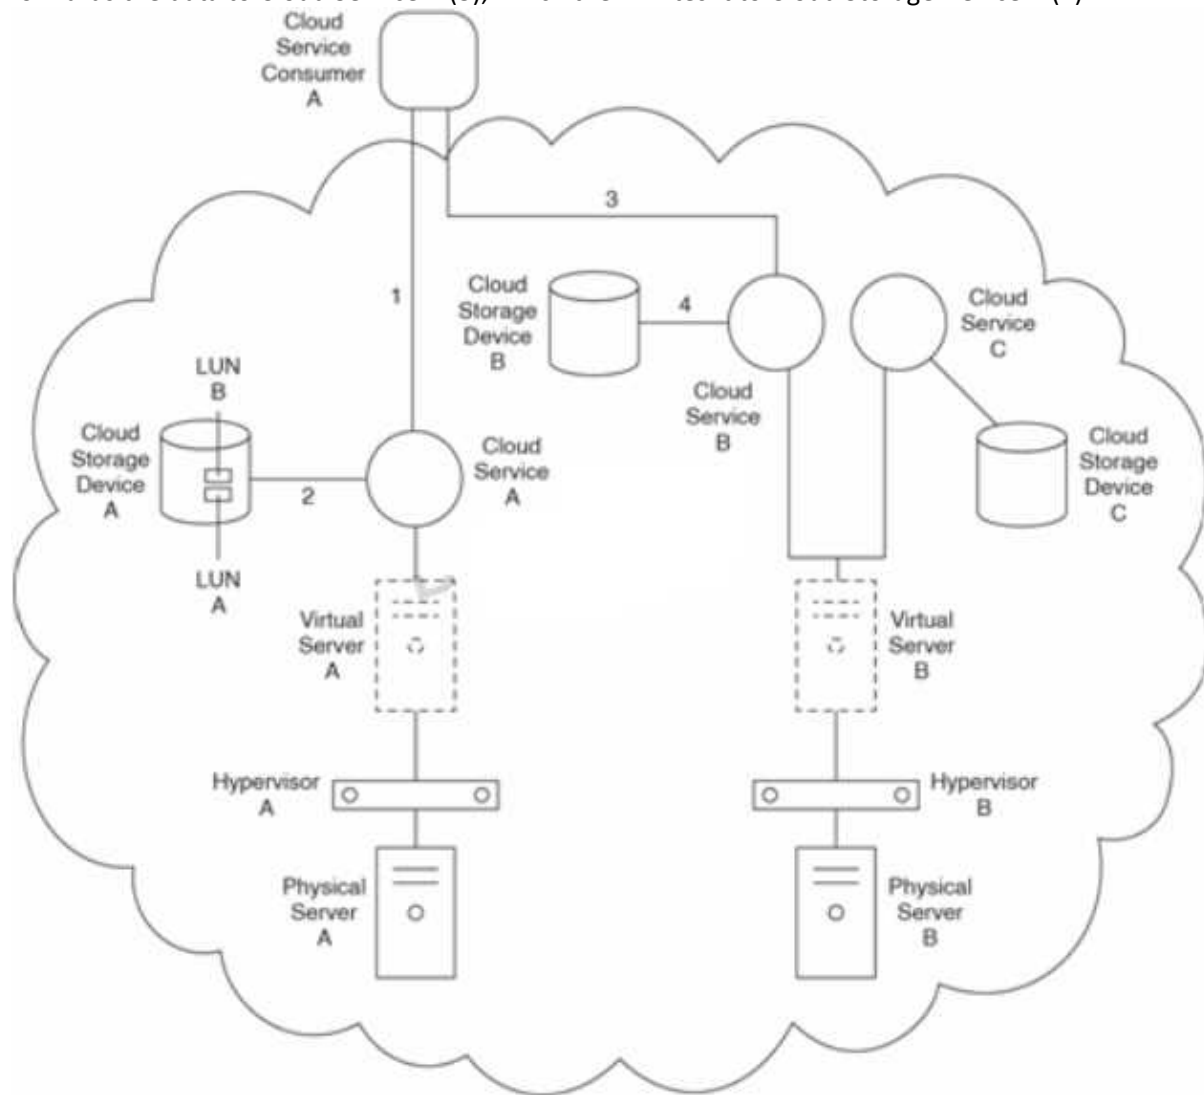 Cloud
Service
Consumer
A
3
1
Cloud
Storage
Device
B
4
Cloud
Service
C
Cloud
Service
B
LUN
B
Cloud
Storage
Device
A
2
Cloud
Service
A
Cloud
Storage
Device
C
LUN
A
Virtual
Server
A
Virtual
Server
B
Hypervisor
A
Hypervisor
B
Physical
Server
A
Physical
Server
B